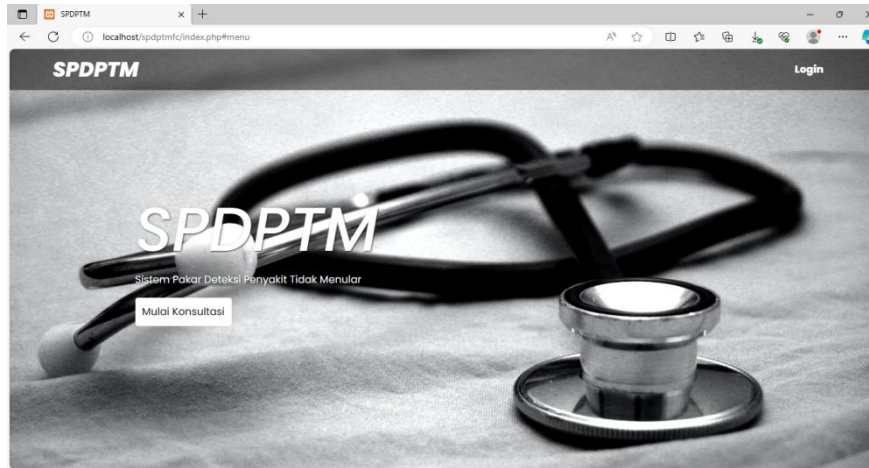 SPDPTM
localhost/spdptmfc/index.php#menu
SPDPTM
Login
SPDPTM
Sistem Pakar Deteksi Penyakit Tidak Menular
Mulai Konsultasi